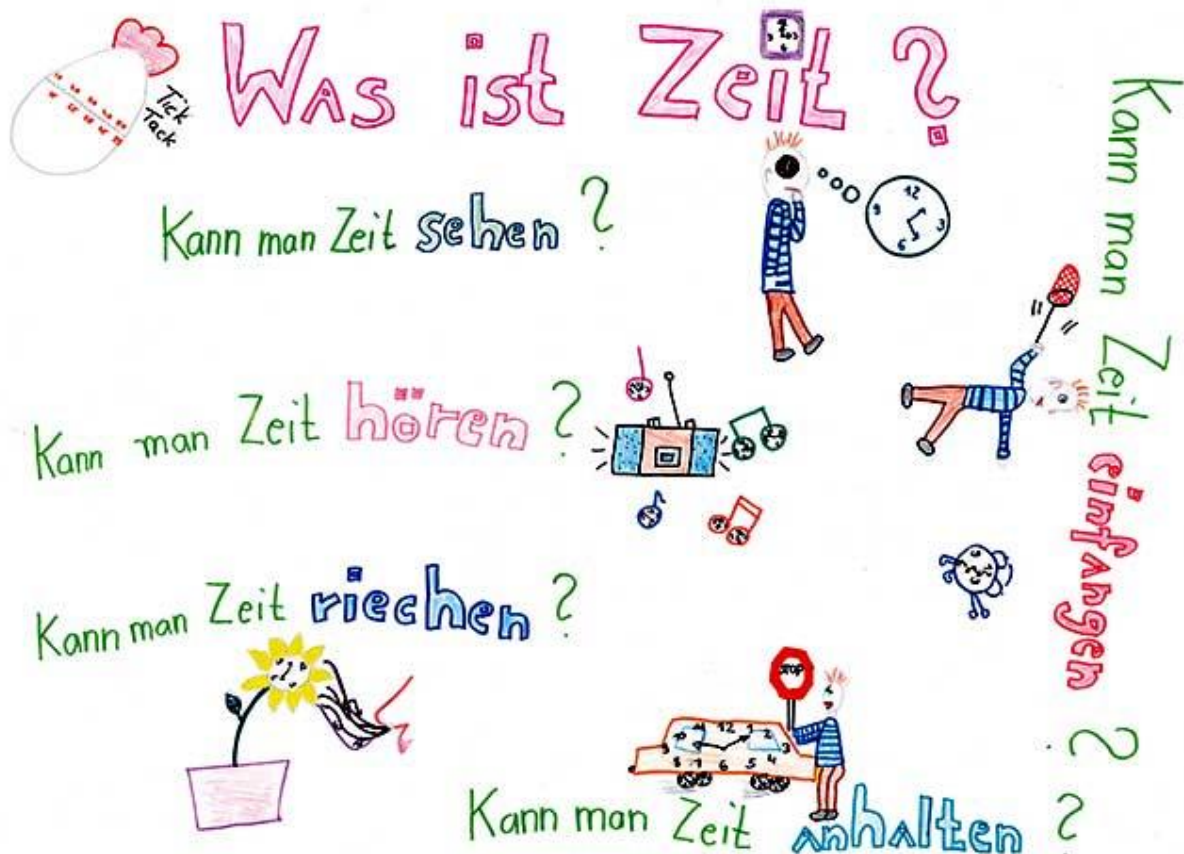 Was ist Zeit?
Tick
Tack
Kann man Zeit sehen?
Kann man Zeit hören?
Kann man Zeit riechen?
Kann man Zeit einfangen?
STOP
Kann man Zeit anhalten?